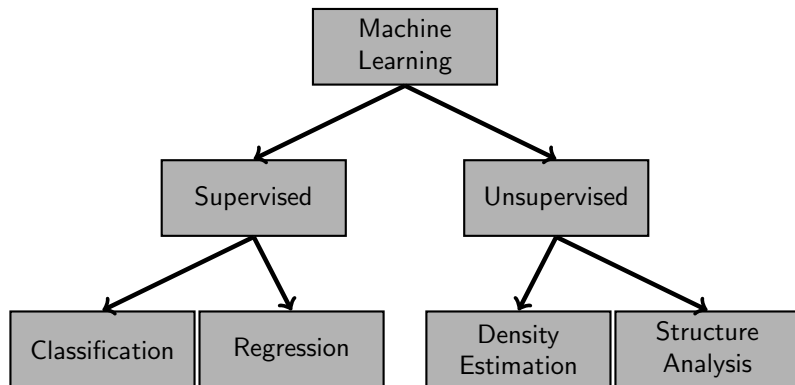 Machine
Learning
Supervised
Unsupervised
Classification
Regression
Density
Estimation
Structure
Analysis